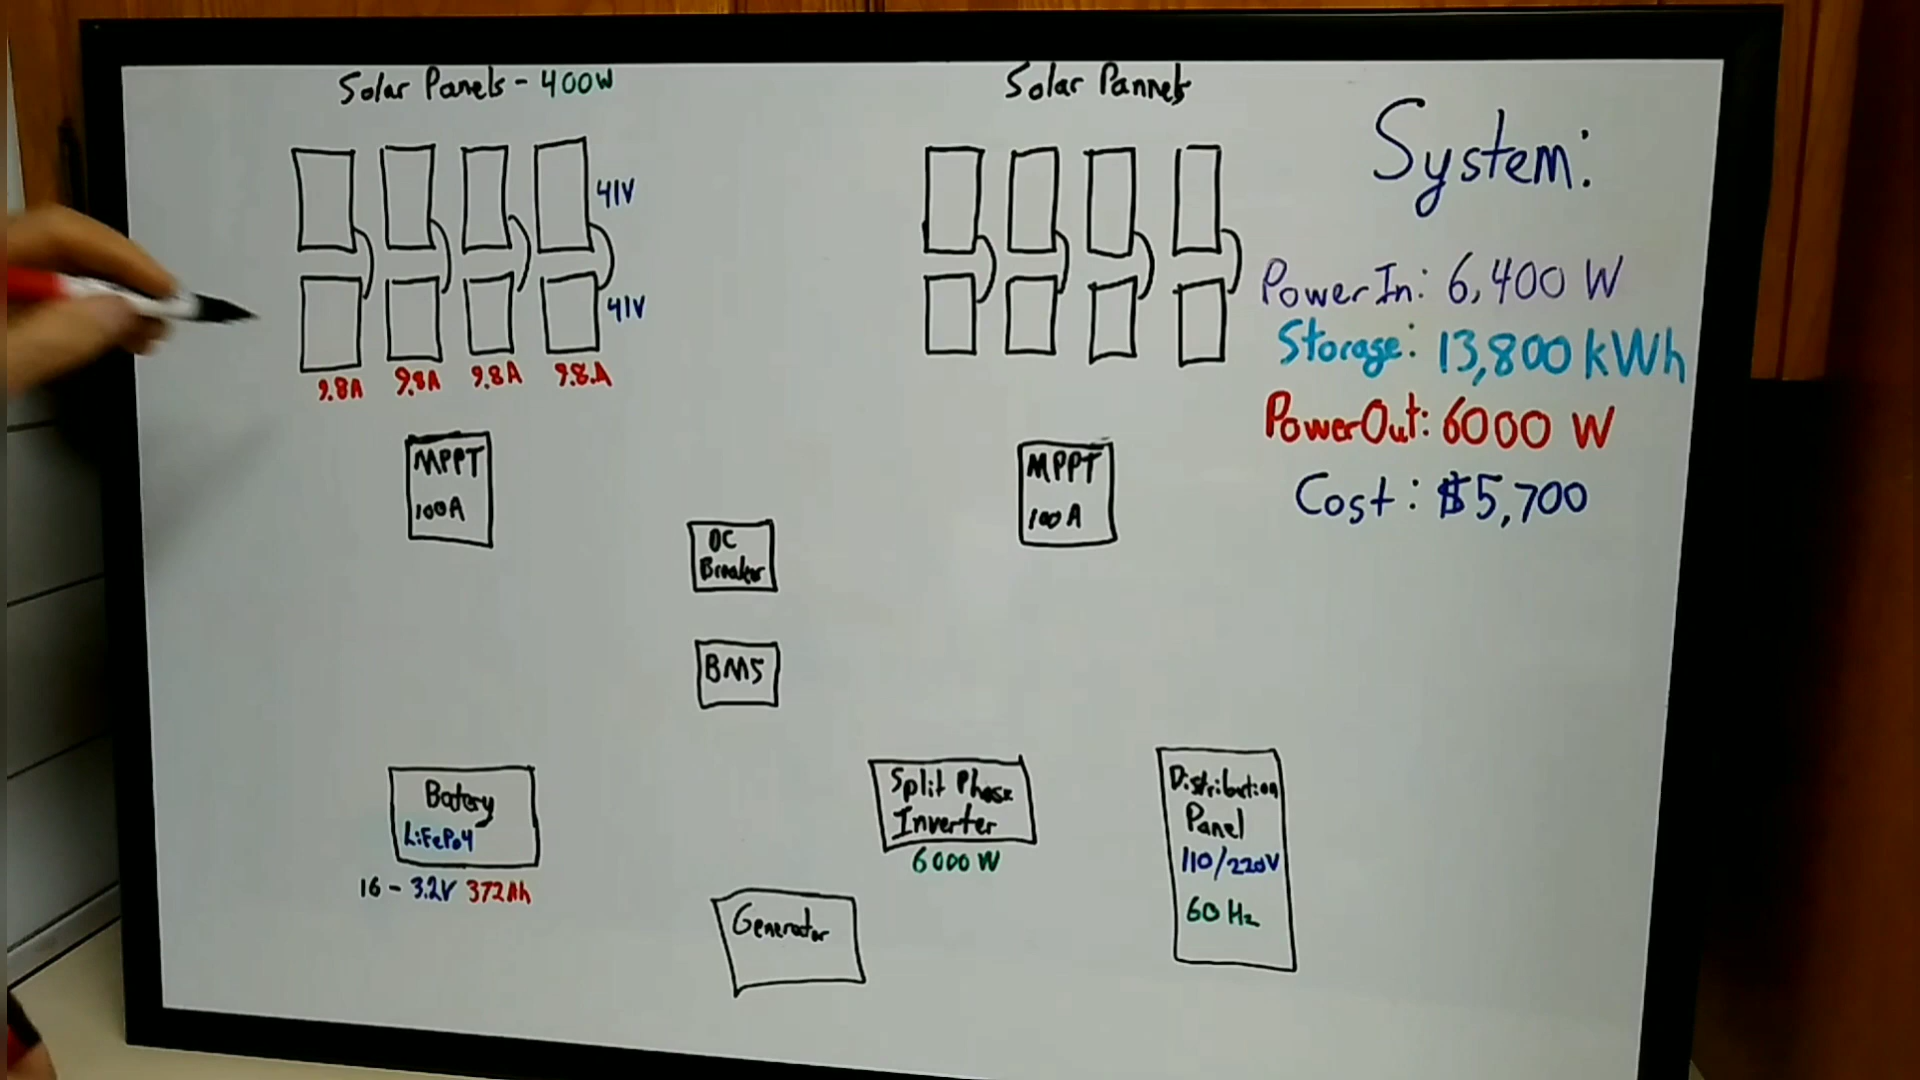 Solar Panels - 400W
41V
41V
9.8A 9.8A 9.8A 9.8A
MPPT
100A
Solar Pannels
MPPT
100A
System:
Power In: 6,400 W
Storage: 13,800 kWh
Power Out: 6000 W
Cost: $5,700
DC
Breaker
BMS
Battery
LiFePo4
16 - 3.2V 372Ah
Split Phase
Inverter
6000 W
Generator
Distribution
Panel
110/220V
60 Hz